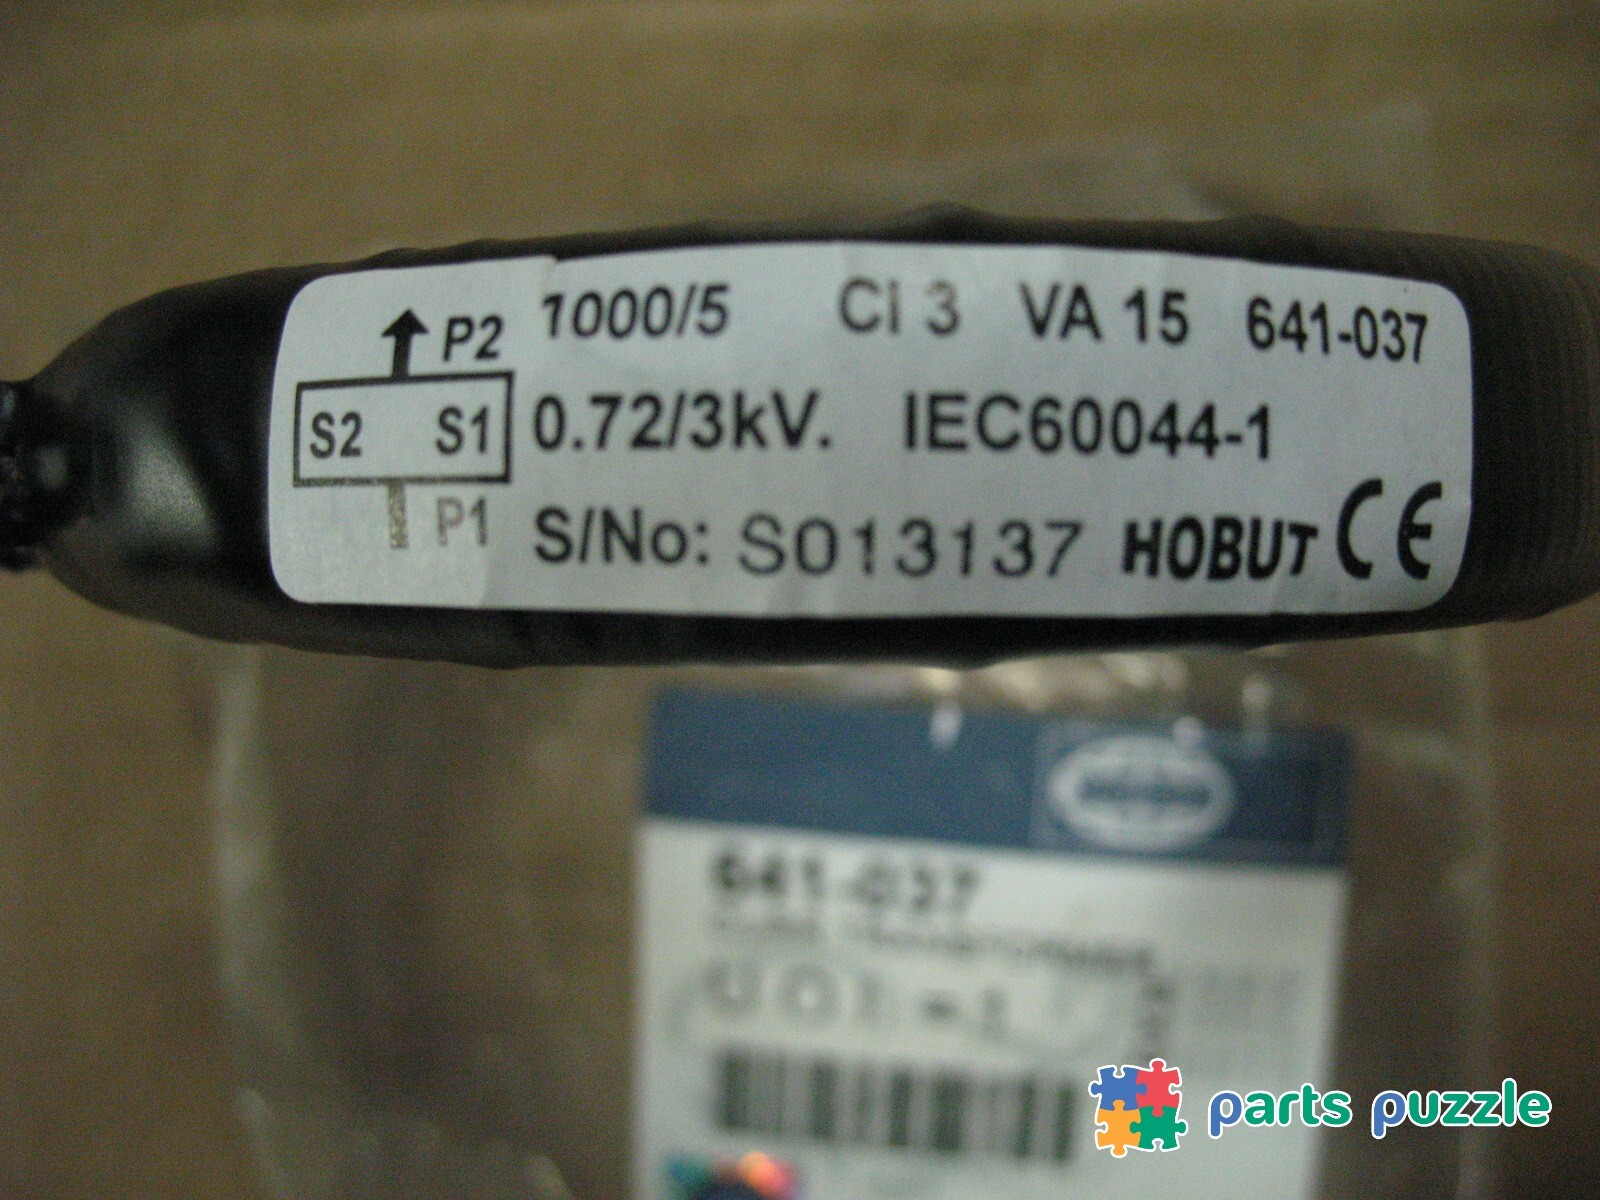 P2 1000/5 Cl 3 VA 15 641-037
S2 S1 0.72/3kV. IEC60044-1
P1 S/No: S013137 HOBUT CE
641-037
parts puzzle